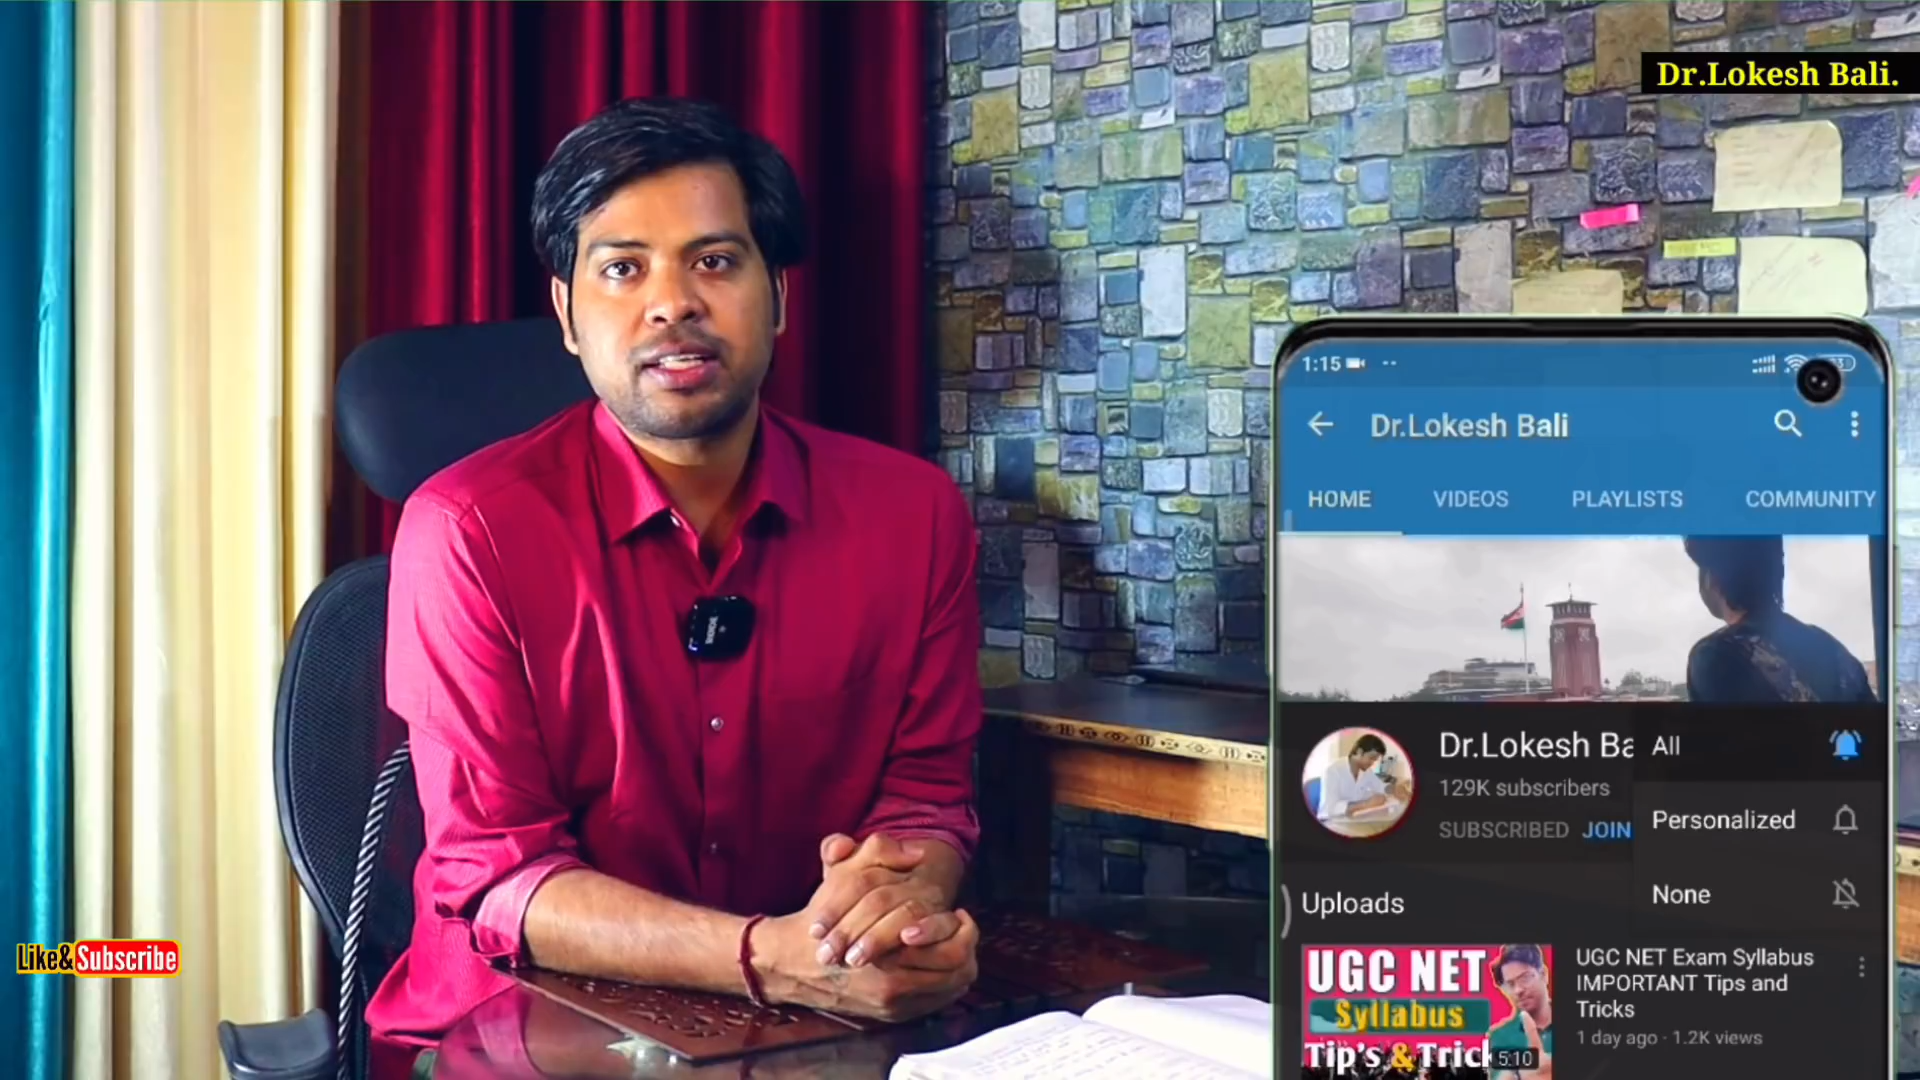 Dr.Lokesh Bali.
1:15
Dr.Lokesh Bali
HOME VIDEOS PLAYLISTS COMMUNITY
RODE
Dr.Lokesh Ba
All
129K subscribers
SUBSCRIBED JOIN
Personalized
None
Uploads
Like& Subscribe
UGC NET
Syllabus
Tip's & Trick
5:10
UGC NET Exam Syllabus
IMPORTANT Tips and
Tricks
1 day ago · 1.2K views